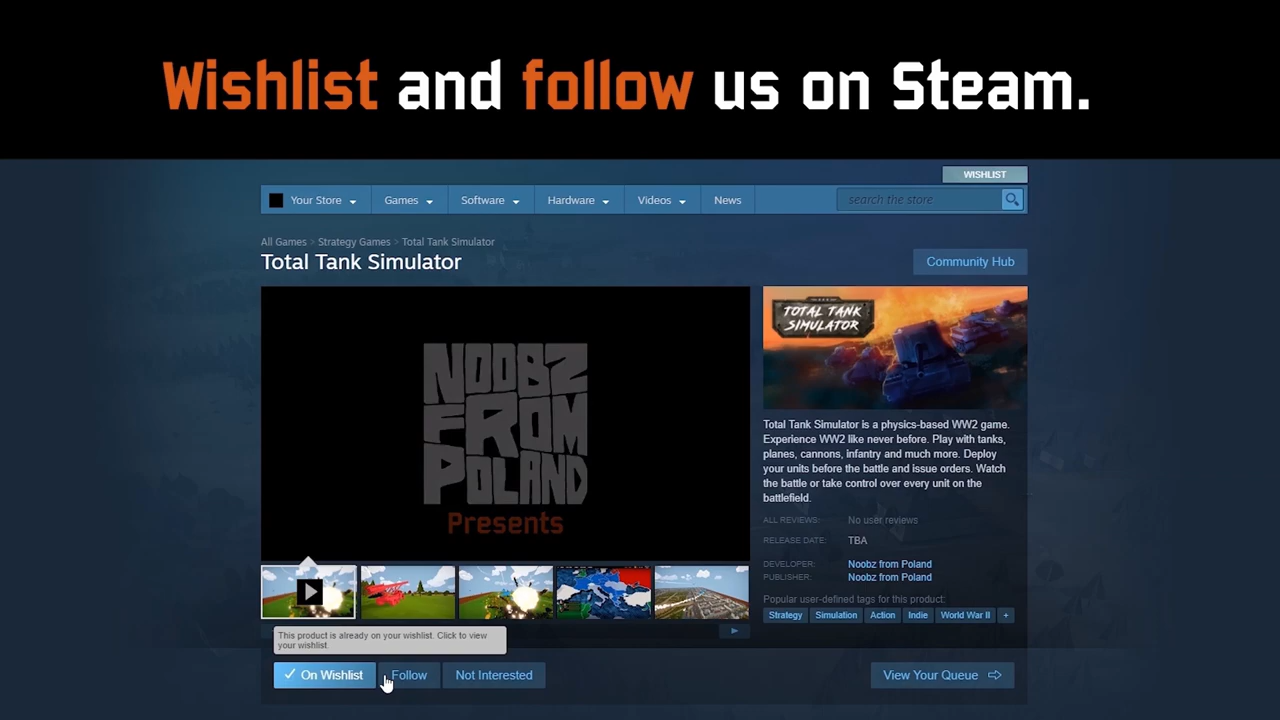 Wishlist and follow us on Steam.
WISHLIST
Your Store Games Software Hardware Videos News search the store
All Games > Strategy Games > Total Tank Simulator
Total Tank Simulator
Community Hub
NOOBZ
FROM
POLAND
Presents
TOTAL TANK
SIMULATOR
Total Tank Simulator is a physics-based WW2 game.
Experience WW2 like never before. Play with tanks,
planes, cannons, infantry and much more. Deploy
your units before the battle and issue orders. Watch
the battle or take control over every unit on the
battlefield.
ALL REVIEWS: No user reviews
RELEASE DATE: TBA
DEVELOPER: Noobz from Poland
PUBLISHER: Noobz from Poland
Popular user-defined tags for this product:
Strategy Simulation Action Indie World War II +
This product is already on your wishlist. Click to view
your wishlist.
✓ On Wishlist Follow Not Interested View Your Queue